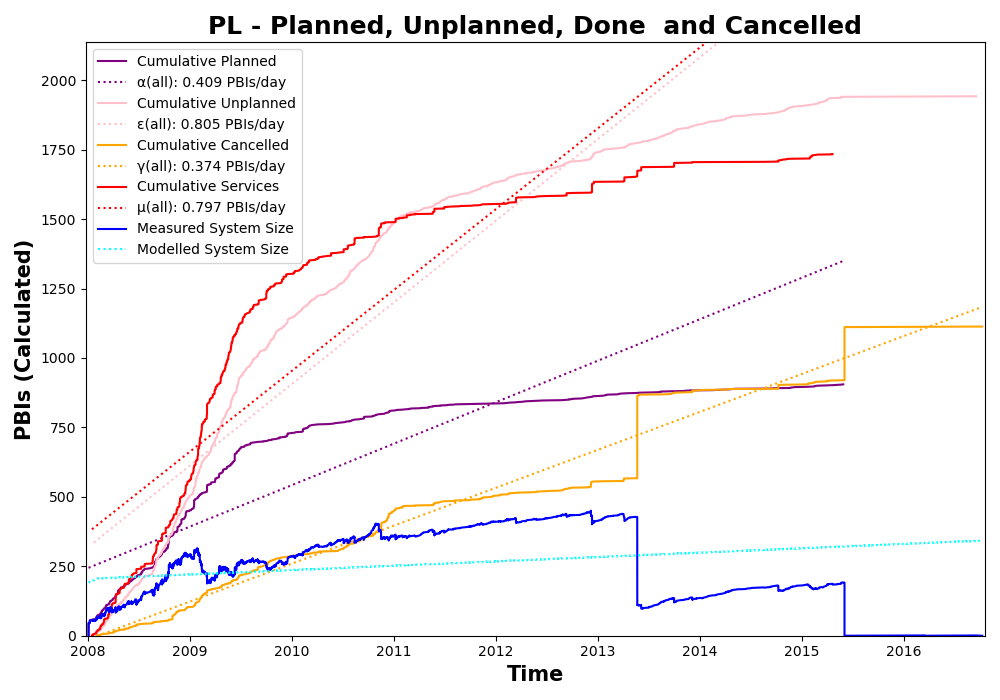 PL - Planned, Unplanned, Done  and Cancelled
Cumulative Planned
α(all): 0.409 PBIs/day
Cumulative Unplanned
ε(all): 0.805 PBIs/day
Cumulative Cancelled
γ(all): 0.374 PBIs/day
Cumulative Services
μ(all): 0.797 PBIs/day
Measured System Size
Modelled System Size
PBIs (Calculated)
2000
1750
1500
1250
1000
750
500
250
0
2008 2009 2010 2011 2012 2013 2014 2015 2016
Time